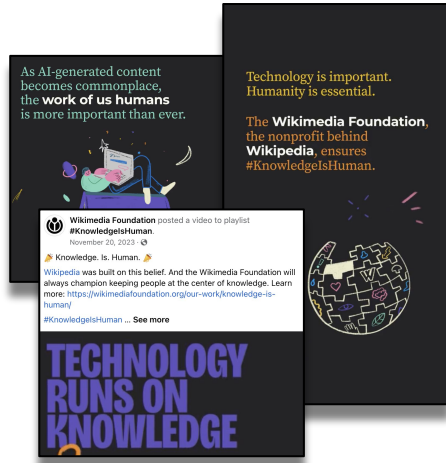 As AI-generated content
becomes commonplace,
the work of us humans
is more important than ever.
Technology is important.
Humanity is essential.
The Wikimedia Foundation,
the nonprofit behind
Wikipedia, ensures
#KnowledgeIsHuman.
Wikimedia Foundation posted a video to playlist
#KnowledgeIsHuman.
November 20, 2023 ·
Knowledge. Is. Human.
Wikipedia was built on this belief. And the Wikimedia Foundation will
always champion keeping people at the center of knowledge. Learn
more: https://wikimediafoundation.org/our-work/knowledge-is-
human/
#KnowledgeIsHuman ... See more
TECHNOLOGY
RUNS ON
KNOWLEDGE